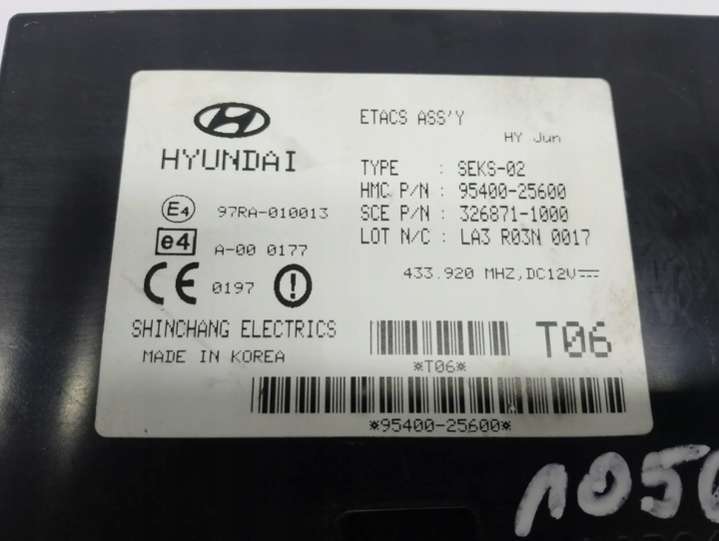 HYUNDAI
ETACS ASS'Y
HY Jun
TYPE : SEKS-02
HMC P/N : 95400-25600
SCE P/N : 326871-1000
LOT N/C : LA3 R03N 0017
433.920 MHZ,DC12V
E4 97RA-010013
e4 A-00 0177
CE 0197
SHINCHANG ELECTRICS
MADE IN KOREA
T06
*T06*
*95400-25600*
1056